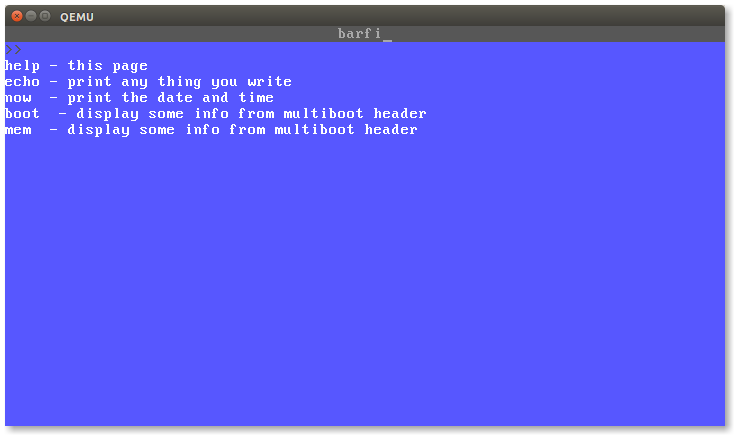 QEMU
barfi_
>>
help - this page
echo - print any thing you write
now  - print the date and time
boot  - display some info from multiboot header
mem  - display some info from multiboot header